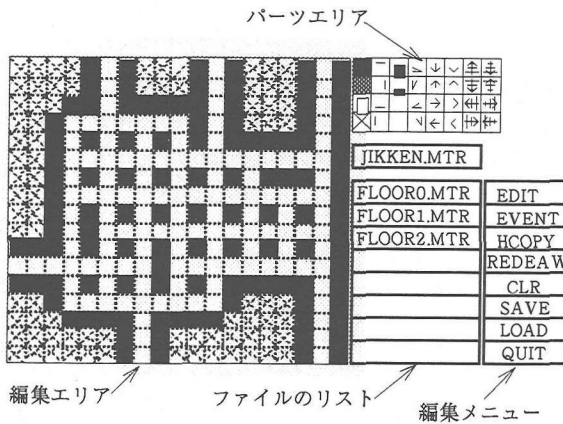 パーツエリア
JIKKEN.MTR
FLOOR0.MTR
FLOOR1.MTR
FLOOR2.MTR
EDIT
EVENT
HCOPY
REDEAW
CLR
SAVE
LOAD
QUIT
編集エリア
ファイルのリスト
編集メニュー